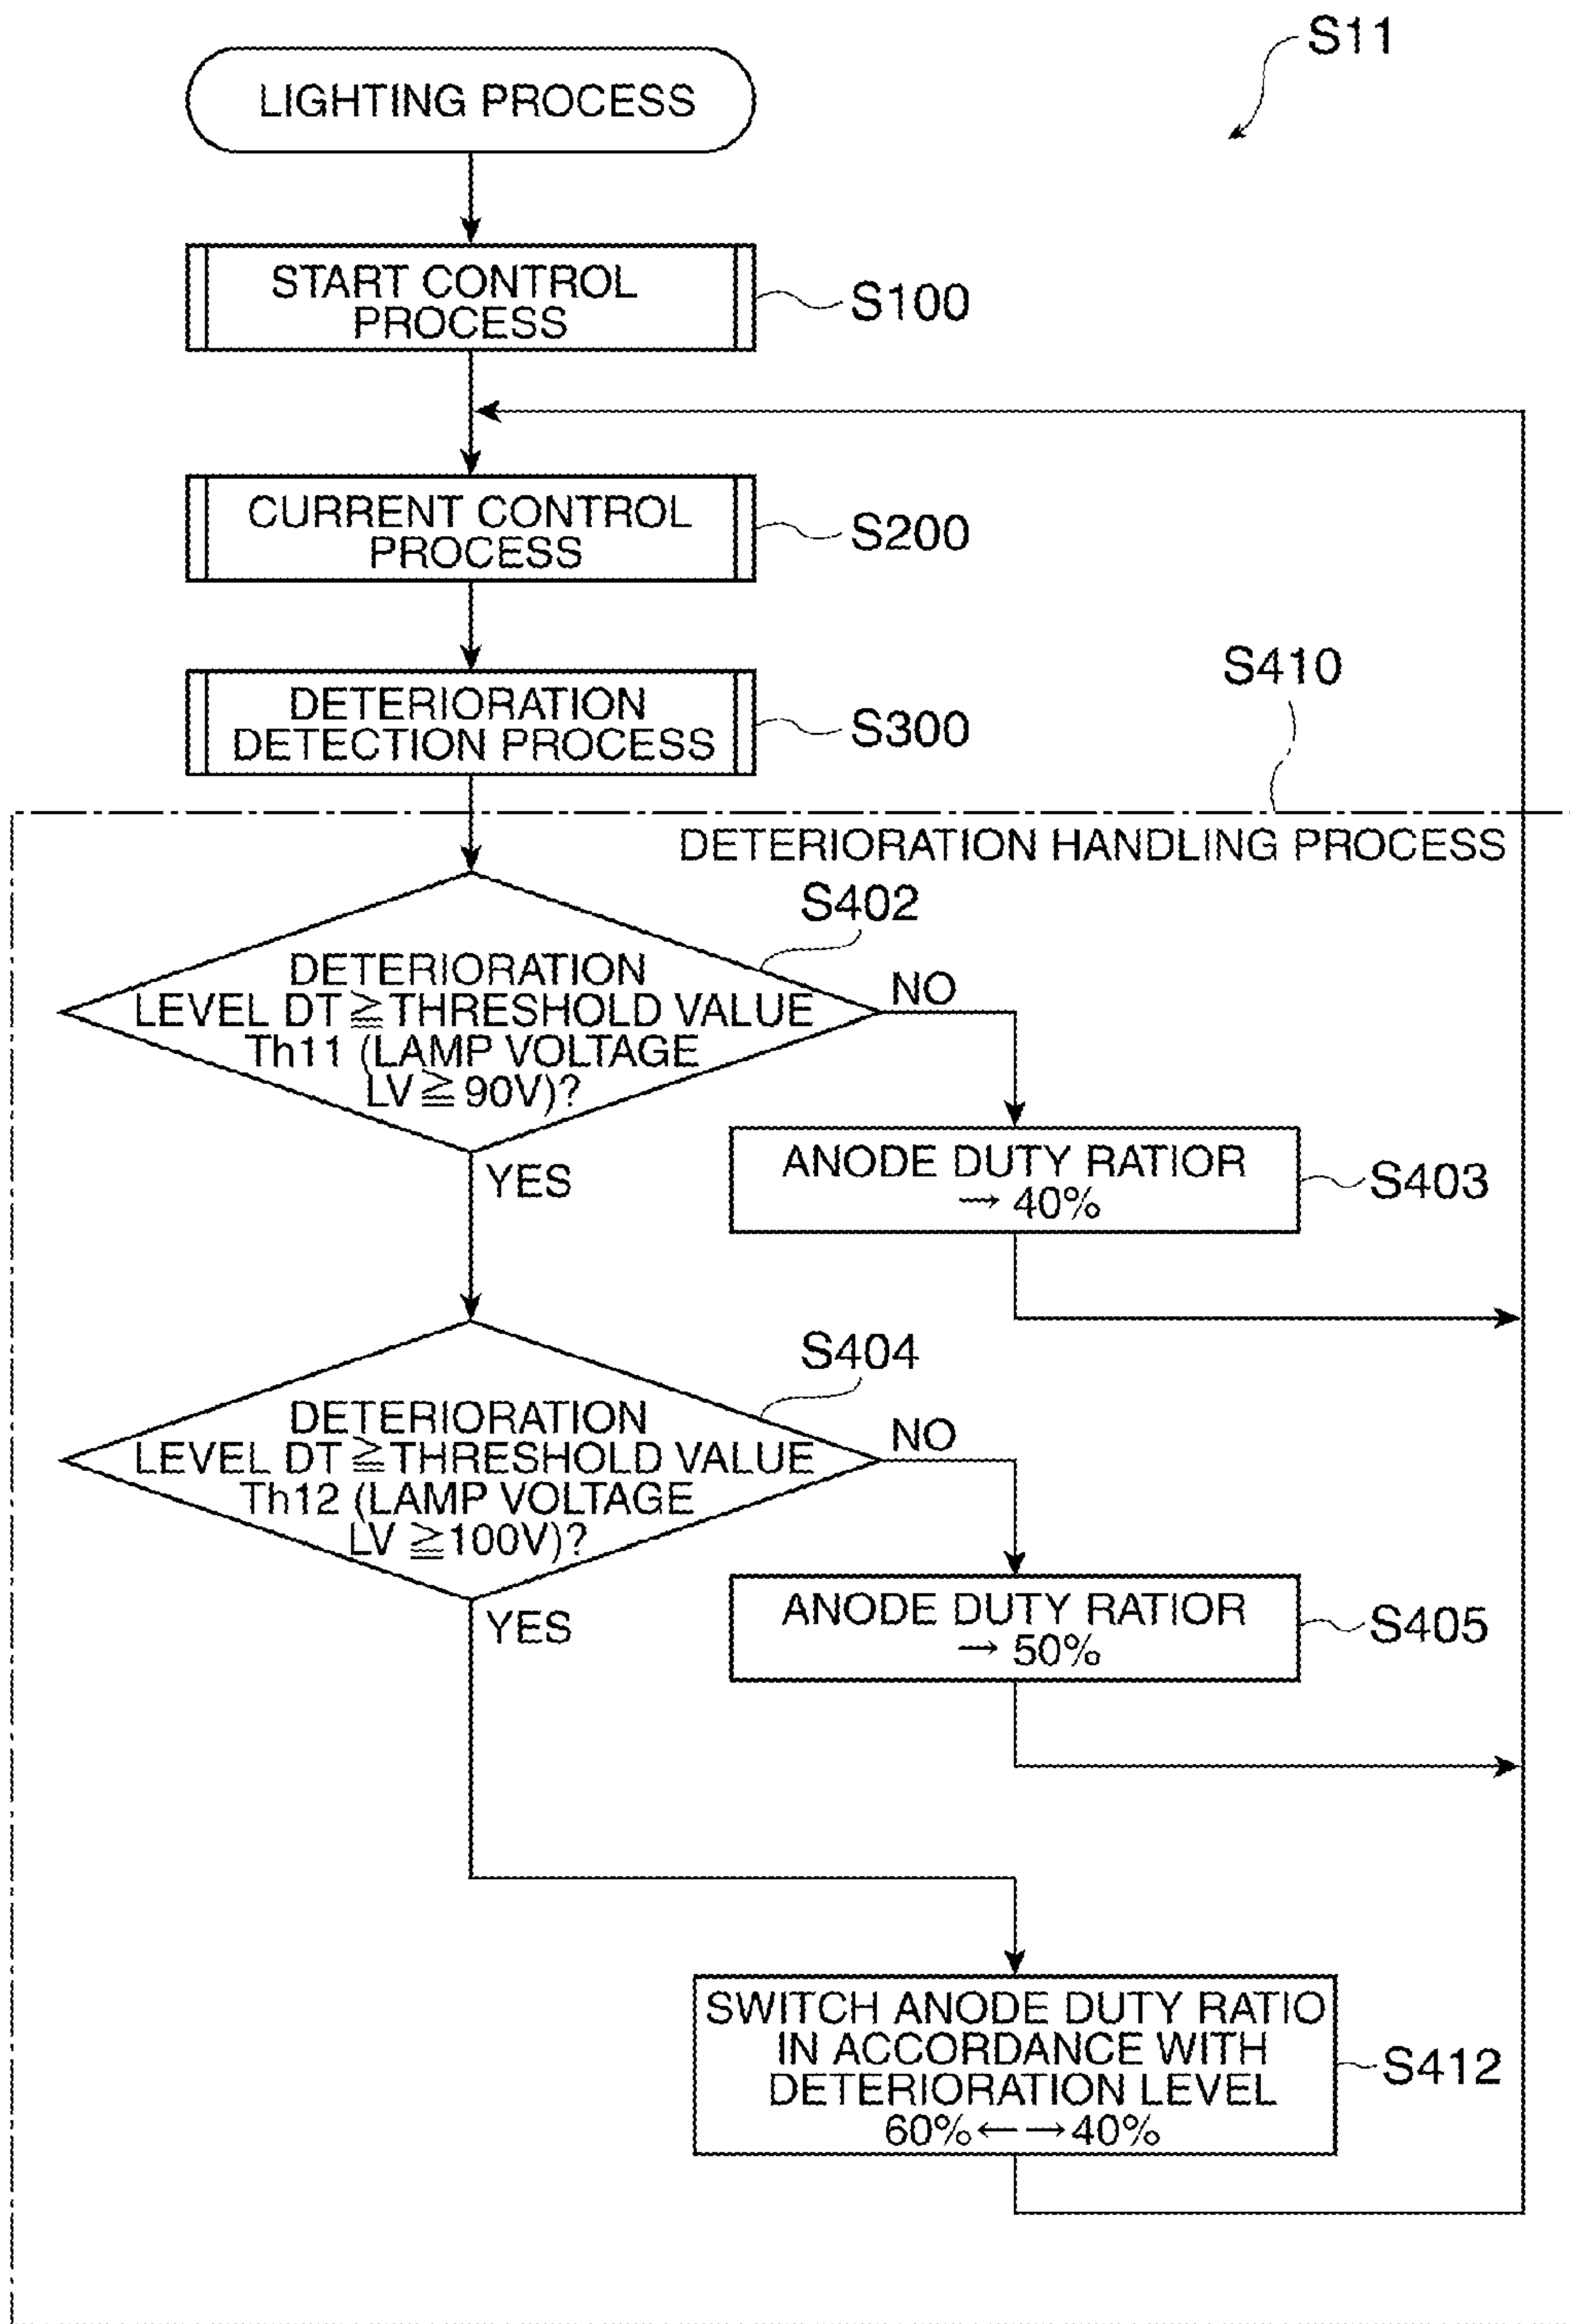 S11
LIGHTING PROCESS
START CONTROL
PROCESS
S100
CURRENT CONTROL
PROCESS
S200
DETERIORATION
DETECTION PROCESS
S300
S410
DETERIORATION HANDLING PROCESS
S402
DETERIORATION
LEVEL DT ≧ THRESHOLD VALUE
Th11 (LAMP VOLTAGE
LV ≧ 90V)?
NO
YES
ANODE DUTY RATIOR
→ 40%
S403
S404
DETERIORATION
LEVEL DT ≧ THRESHOLD VALUE
Th12 (LAMP VOLTAGE
LV ≧ 100V)?
NO
YES
ANODE DUTY RATIOR
→ 50%
S405
SWITCH ANODE DUTY RATIO
IN ACCORDANCE WITH
DETERIORATION LEVEL
60% ← → 40%
S412